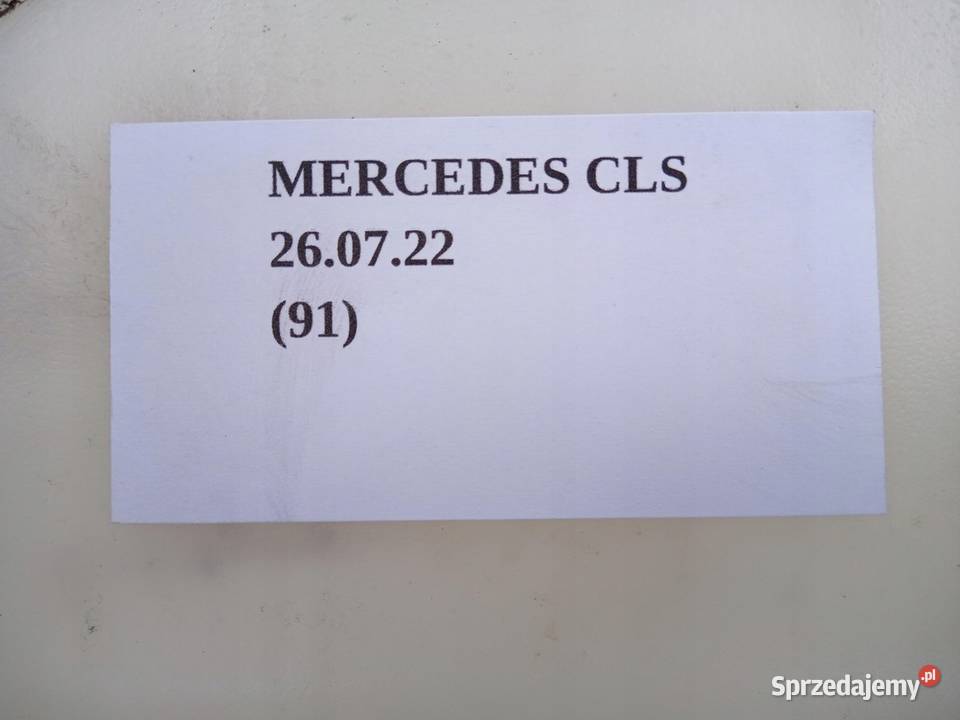 MERCEDES CLS
26.07.22
(91)
Sprzedajemy.pl